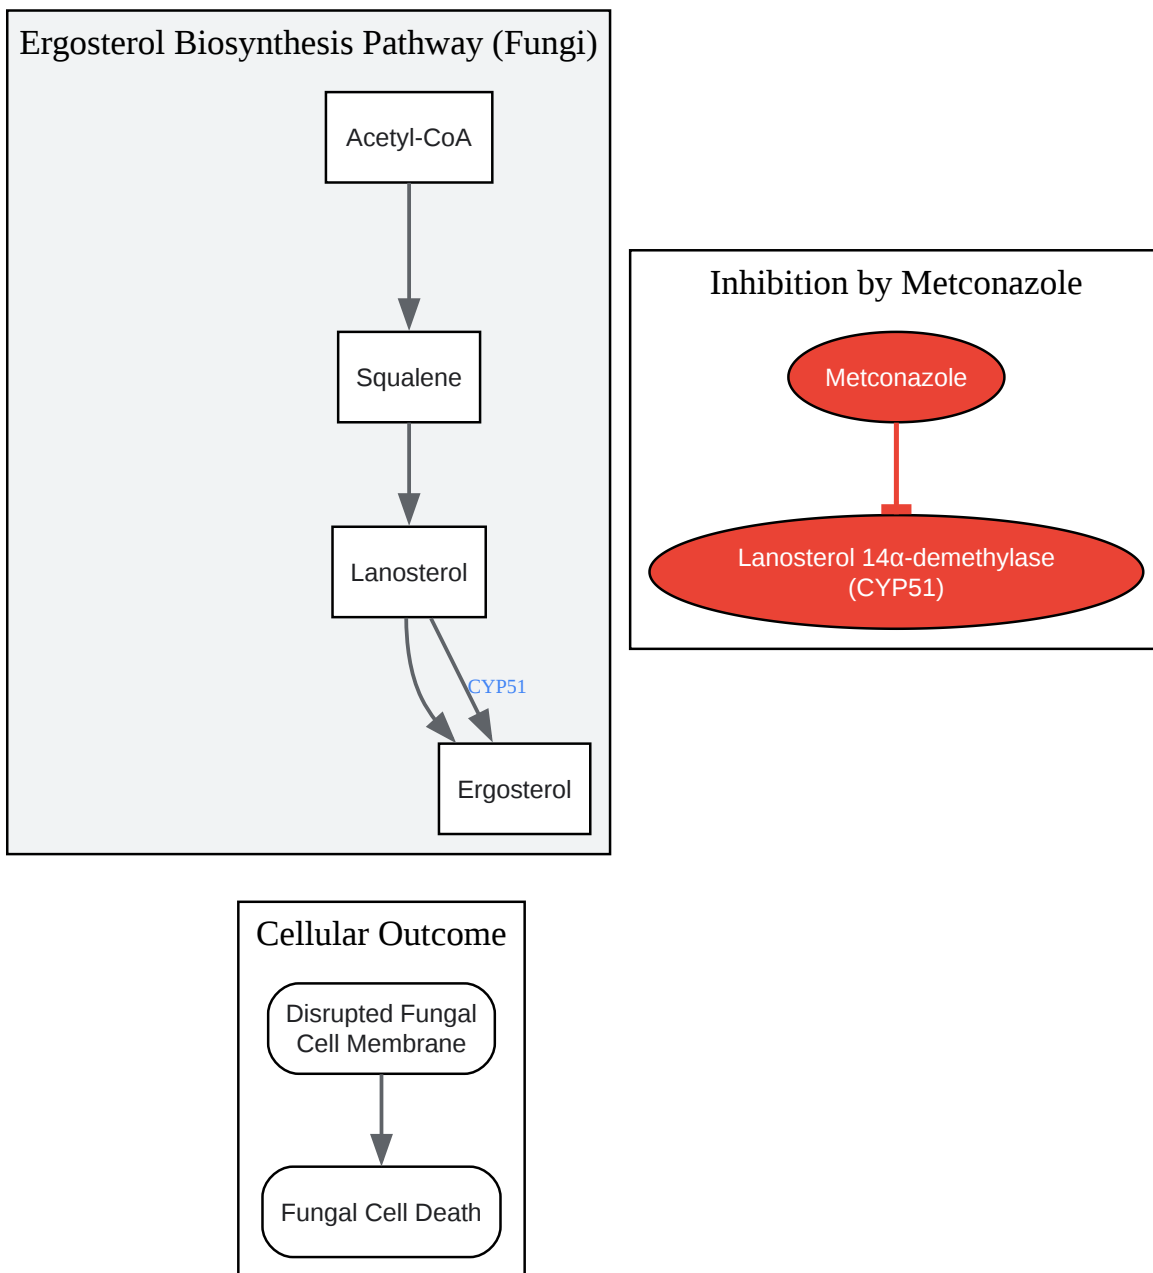 Ergosterol Biosynthesis Pathway (Fungi)
Acetyl-CoA
Squalene
Lanosterol
CYP51
Ergosterol
Inhibition by Metconazole
Metconazole
Lanosterol 14α-demethylase
(CYP51)
Cellular Outcome
Disrupted Fungal
Cell Membrane
Fungal Cell Death